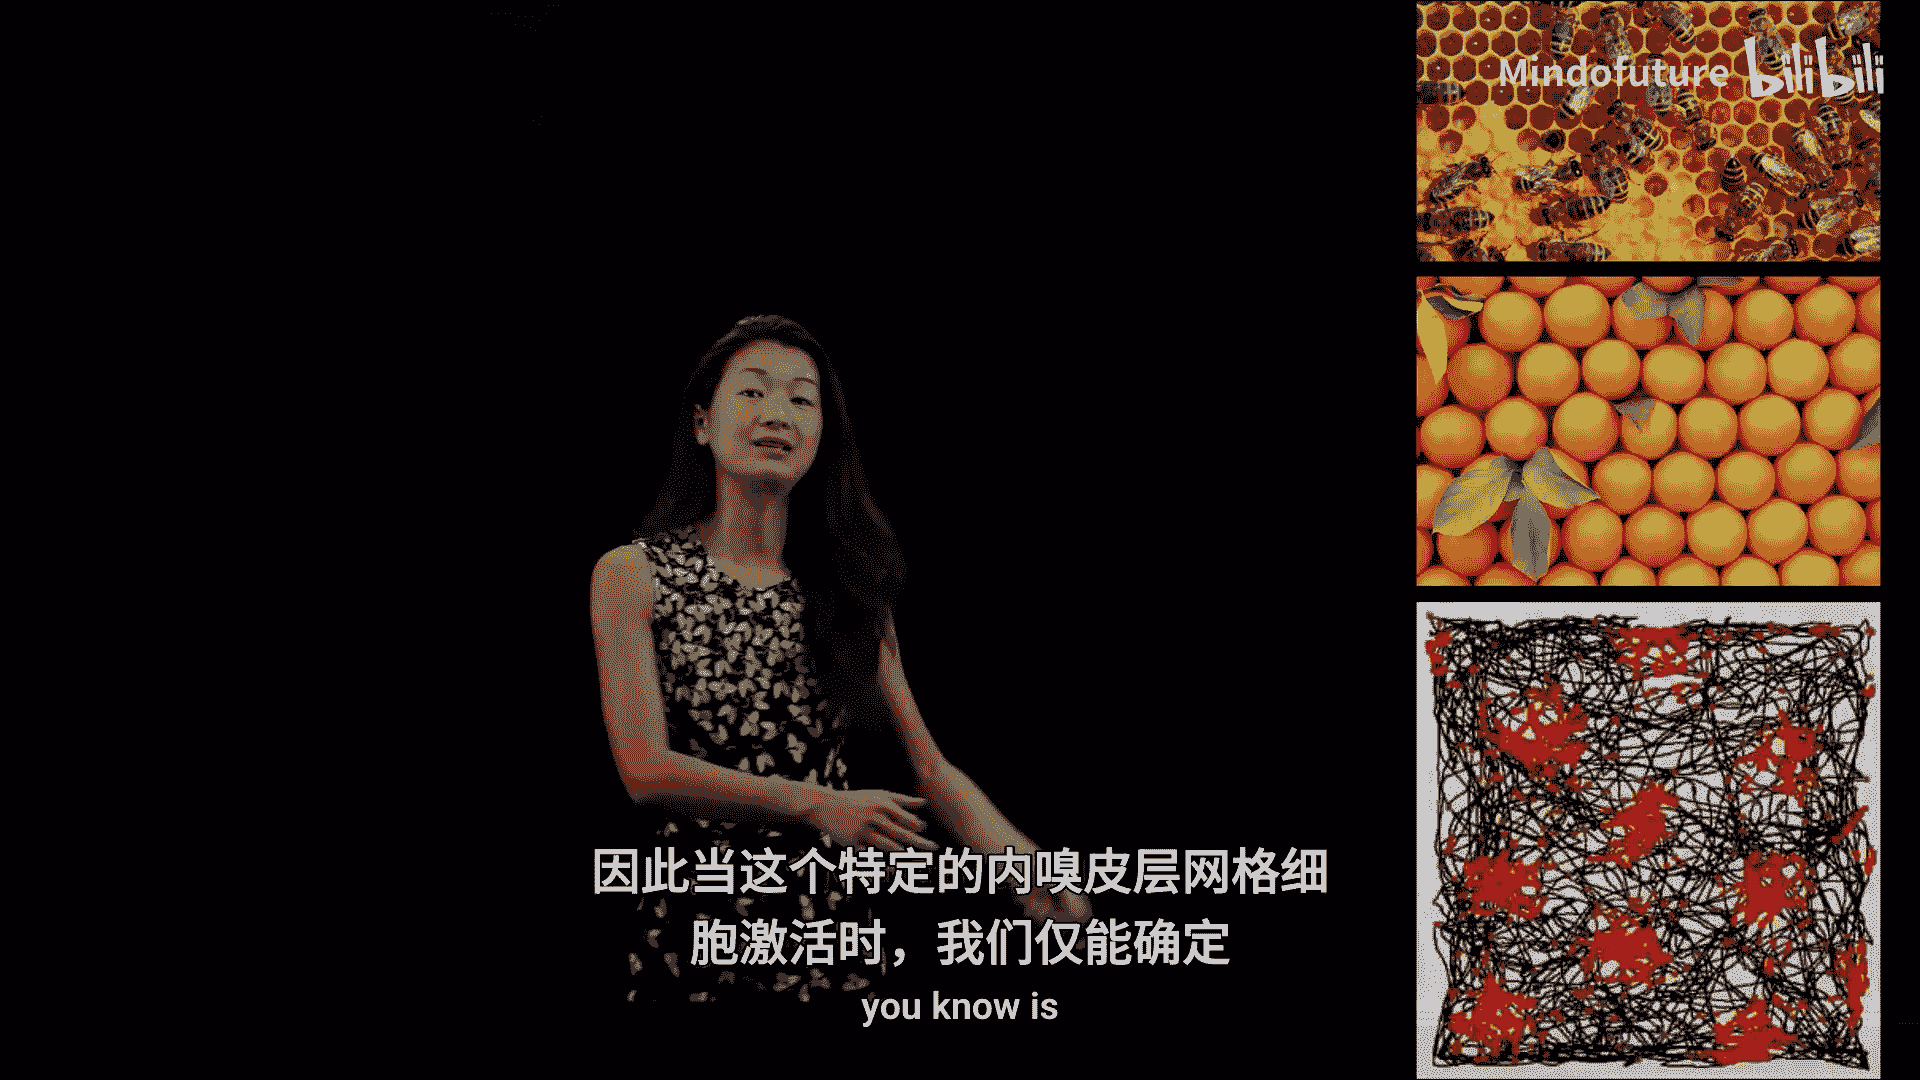 Mindofuture bilibili
因此当这个特定的内嗅皮层网格细
胞激活时，我们仅能确定
you know is